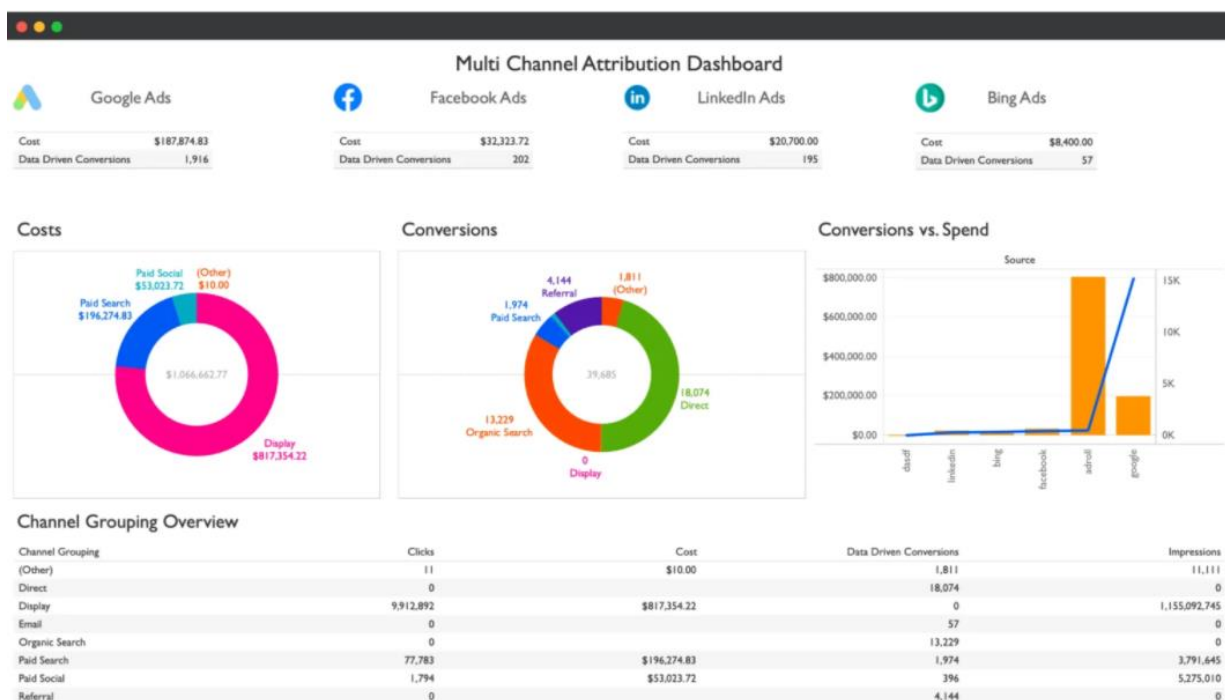 Multi Channel Attribution Dashboard
Google Ads
Facebook Ads
in
LinkedIn Ads
Bing Ads
Cost $187,874.83
Data Driven Conversions 1,916
Cost $32,323.72
Data Driven Conversions 202
Cost $20,700.00
Data Driven Conversions 195
Cost $8,400.00
Data Driven Conversions 57
Costs
Paid Social
$53,023.72
(Other)
$10.00
Paid Search
$196,274.83
$1,066,662.77
Display
$817,354.22
Conversions
4,144
Referral
1,811
(Other)
1,974
Paid Search
39,685
18,074
Direct
13,229
Organic Search
0
Display
Conversions vs. Spend
Source
$800,000.00
$600,000.00
$400,000.00
$200,000.00
$0.00
15K
10K
5K
0K
dasdf
linkedin
bing
facebook
adroll
google
Channel Grouping Overview
Channel Grouping Clicks Cost Data Driven Conversions Impressions
(Other) 11 $10.00 1,811 11,111
Direct 0 18,074 0
Display 9,912,892 $817,354.22 0 1,155,092,745
Email 0 57 0
Organic Search 0 13,229 0
Paid Search 77,783 $196,274.83 1,974 3,791,645
Paid Social 1,794 $53,023.72 396 5,275,010
Referral 0 4,144 0